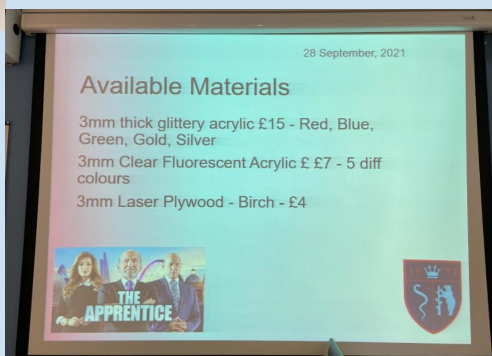 28 September, 2021
Available Materials
3mm thick glittery acrylic £15 - Red, Blue,
Green, Gold, Silver
3mm Clear Fluorescent Acrylic £ £7 - 5 diff
colours
3mm Laser Plywood - Birch - £4
THE
APPRENTICE